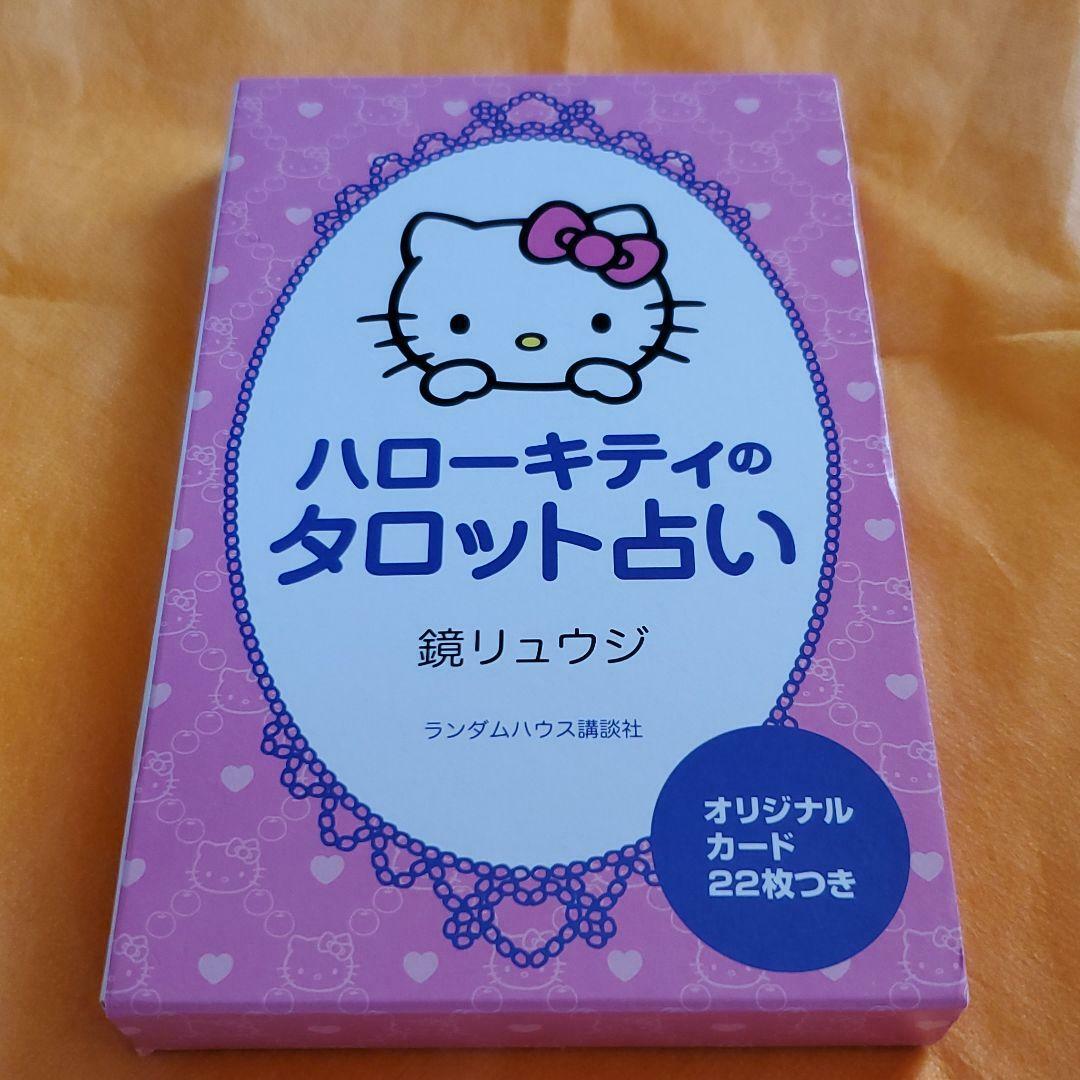 ハローキティの
タロット占い
鏡リュウジ
ランダムハウス講談社
オリジナル
カード
22枚つき